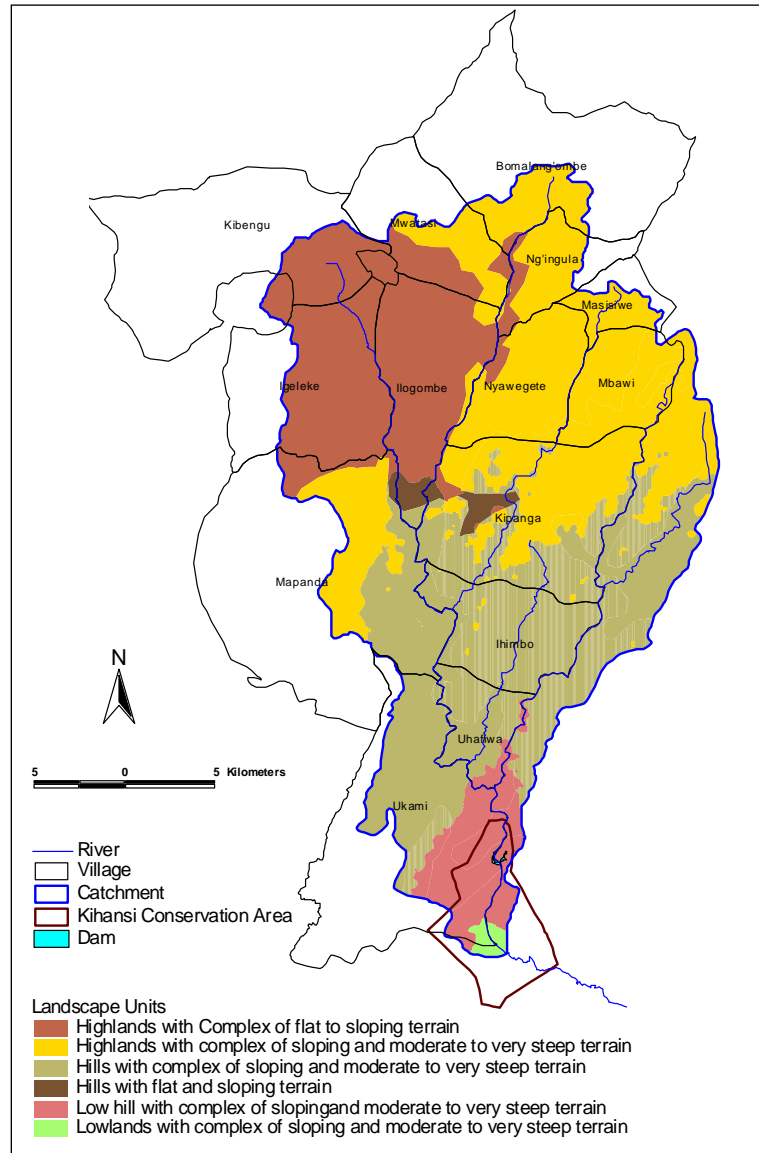 Bomalang'ombe
Kibengu
Mwatasi
Ng'ingula
Masisiwe
Igeleke
Ilogombe
Nyawegete
Mbawi
Kipanga
Mapanda
Ihimbo
N
Uhafiwa
5 0 5 Kilometers
Ukami
River
Village
Catchment
Kihansi Conservation Area
Dam
Landscape Units
Highlands with Complex of flat to sloping terrain
Highlands with complex of sloping and moderate to very steep terrain
Hills with complex of sloping and moderate to very steep terrain
Hills with flat and sloping terrain
Low hill with complex of slopingand moderate to very steep terrain
Lowlands with complex of sloping and moderate to very steep terrain